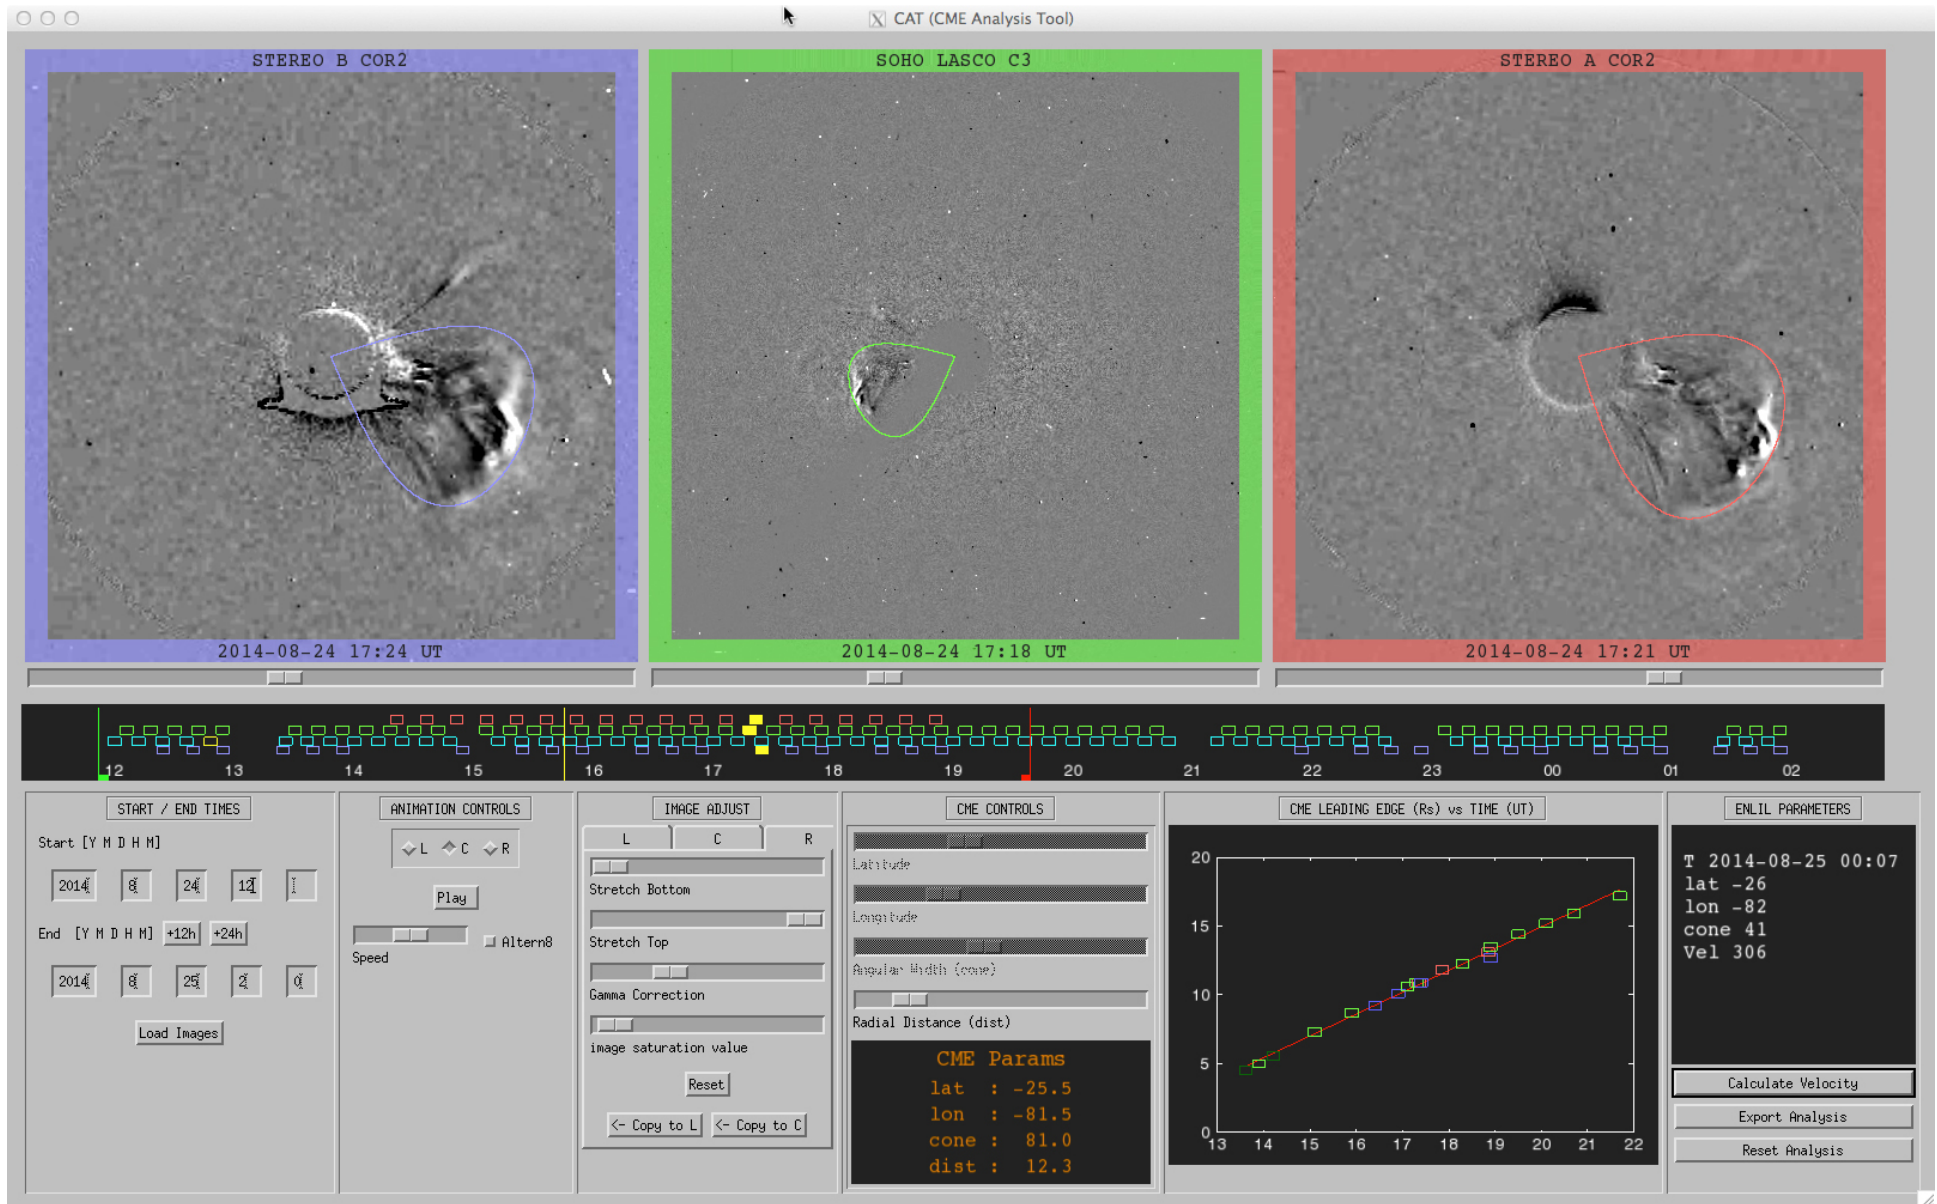 CAT (CME Analysis Tool)
STEREO B COR2
SOHO LASCO C3
STEREO A COR2
2014-08-24 17:24 UT
2014-08-24 17:18 UT
2014-08-24 17:21 UT
12 13 14 15 16 17 18 19 20 21 22 23 00 01 02
START / END TIMES
Start [Y M D H M]
2014 8 24 12
End [Y M D H M] +12h +24h
2014 8 25 2 0
Load Images
ANIMATION CONTROLS
L C R
Play
Speed
Altern8
IMAGE ADJUST
L C R
Stretch Bottom
Stretch Top
Gamma Correction
image saturation value
Reset
<- Copy to L <- Copy to C
CME CONTROLS
Latitude
Longitude
Angular Width (cone)
Radial Distance (dist)
CME Params
lat : -25.5
lon : -81.5
cone : 81.0
dist : 12.3
CME LEADING EDGE (Rs) vs TIME (UT)
20
15
10
5
0
13 14 15 16 17 18 19 20 21 22
ENLIL PARAMETERS
T 2014-08-25 00:07
lat -26
lon -82
cone 41
Vel 306
Calculate Velocity
Export Analysis
Reset Analysis